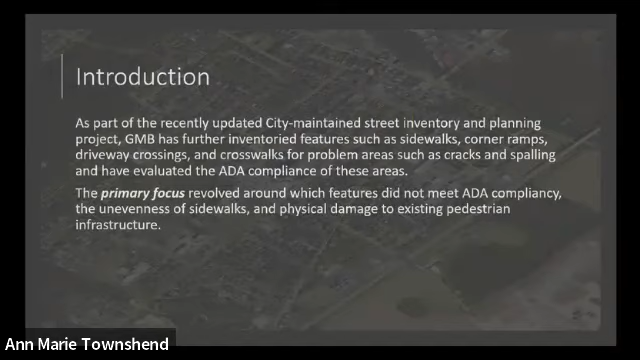 Introduction
As part of the recently updated City-maintained street inventory and planning
project, GMB has further inventoried features such as sidewalks, corner ramps,
driveway crossings, and crosswalks for problem areas such as cracks and spalling
and have evaluated the ADA compliance of these areas.
The primary focus revolved around which features did not meet ADA compliancy,
the unevenness of sidewalks, and physical damage to existing pedestrian
infrastructure.
Ann Marie Townshend